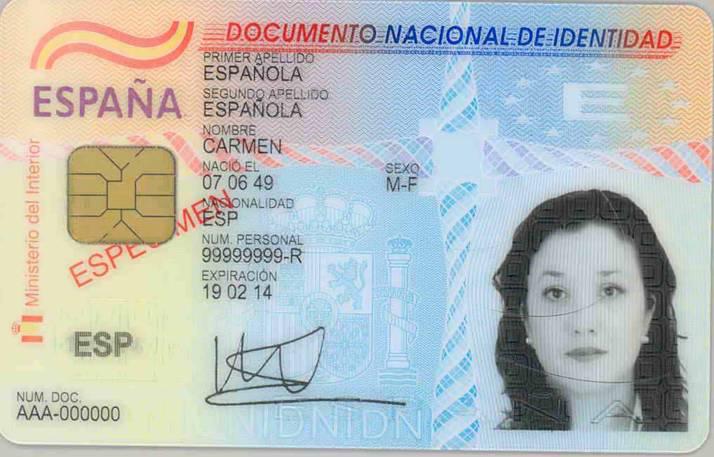 DOCUMENTO NACIONAL DE IDENTIDAD
ESPAÑA
PRIMER APELLIDO
ESPAÑOLA
SEGUNDO APELLIDO
ESPAÑOLA
NOMBRE
CARMEN
NACIÓ EL SEXO
07 06 49 M-F
NACIONALIDAD
ESP
NUM. PERSONAL
99999999-R
EXPIRACIÓN
19 02 14
Ministerio del Interior
ESPECIMEN
E
ESP
NUM. DOC.
AAA-000000